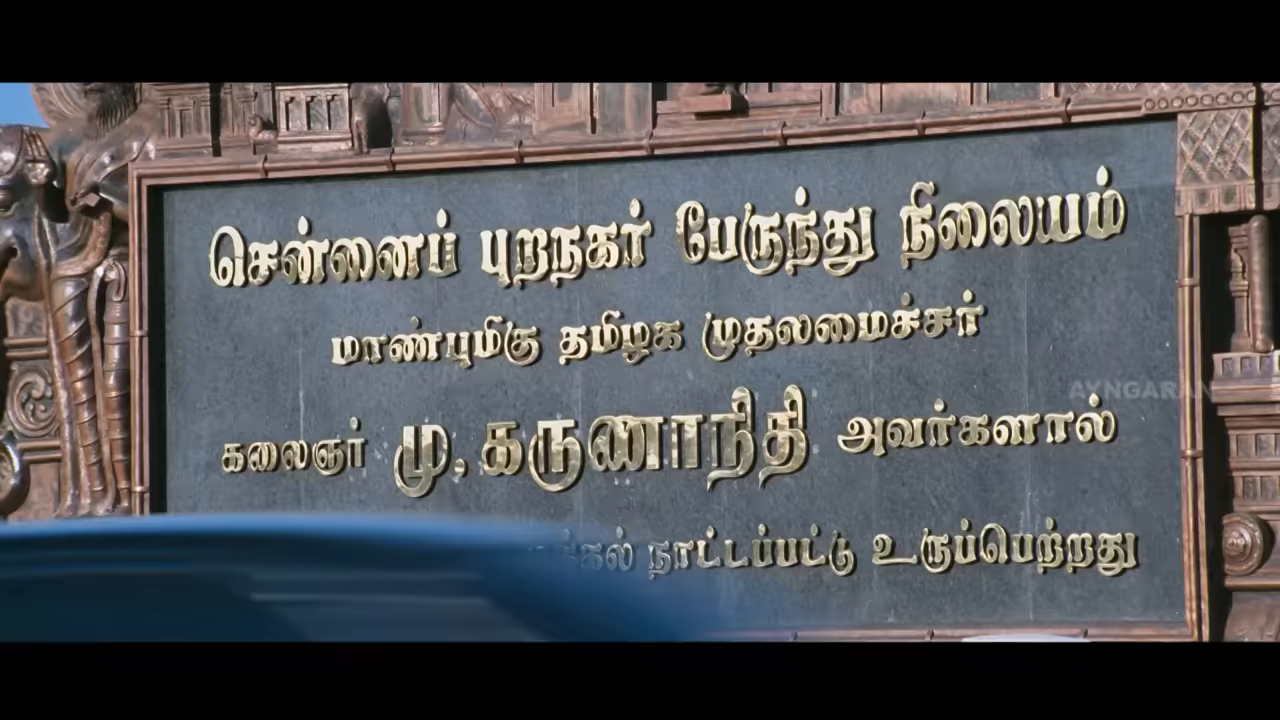 சென்னைப் புறநகர் பேருந்து நிலையம்
மாண்புமிகு தமிழக முதலமைச்சர்
கலைஞர் மு. கருணாநிதி அவர்களால்
நாட்டப்பட்டு உருப்பெற்றது
AYNGARAN